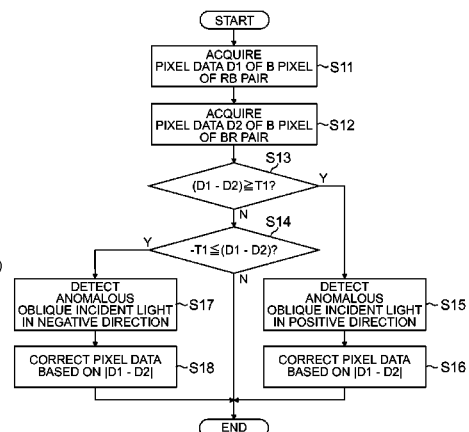 START
ACQUIRE
PIXEL DATA D1 OF B PIXEL
OF RB PAIR
S11
ACQUIRE
PIXEL DATA D2 OF B PIXEL
OF BR PAIR
S12
S13
(D1 - D2)≧T1?
Y
N
S14
-T1≦(D1 - D2)?
Y
N
)
DETECT
ANOMALOUS
OBLIQUE INCIDENT LIGHT
IN NEGATIVE DIRECTION
S17
DETECT
ANOMALOUS
OBLIQUE INCIDENT LIGHT
IN POSITIVE DIRECTION
S15
CORRECT PIXEL DATA
BASED ON |D1 - D2|
S18
CORRECT PIXEL DATA
BASED ON |D1 - D2|
S16
END